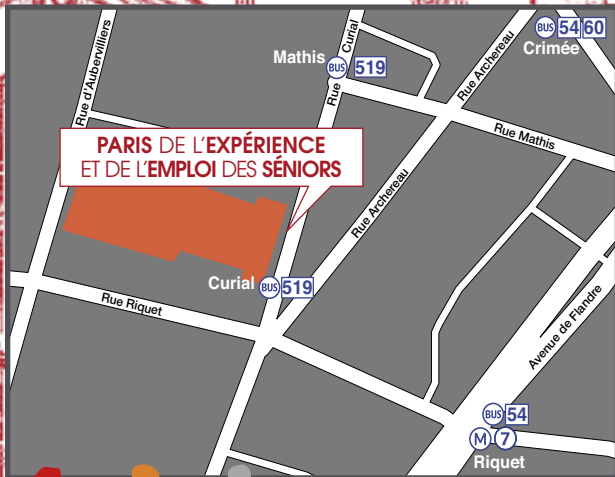 BUS 54 60
Crimée
Mathis BUS 519
Rue Curial
Rue d'Aubervilliers
Rue Archereau
Rue Mathis
PARIS DE L'EXPÉRIENCE
ET DE L'EMPLOI DES SÉNIORS
Rue Archereau
Curial BUS 519
Rue Riquet
Avenue de Flandre
BUS 54
M 7
Riquet